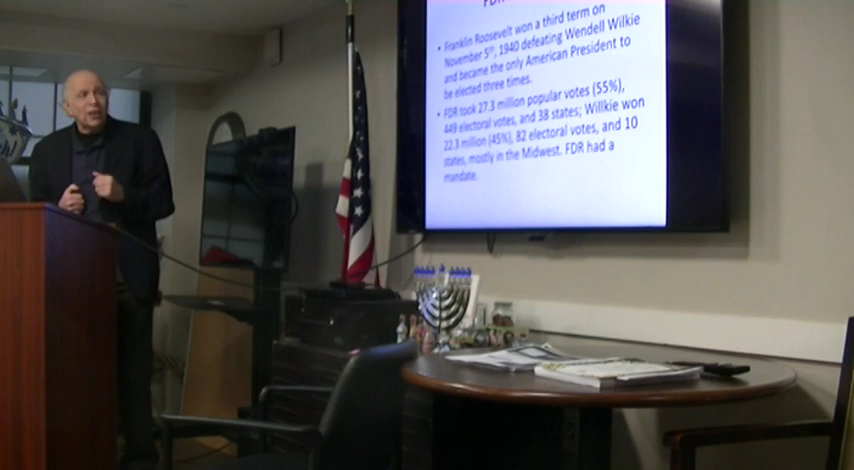 FDR
• Franklin Roosevelt won a third term on
November 5th, 1940 defeating Wendell Wilkie
and became the only American President to
be elected three times.
• FDR took 27.3 million popular votes (55%),
449 electoral votes, and 38 states; Willkie won
22.3 million (45%), 82 electoral votes, and 10
states, mostly in the Midwest. FDR had a
mandate.